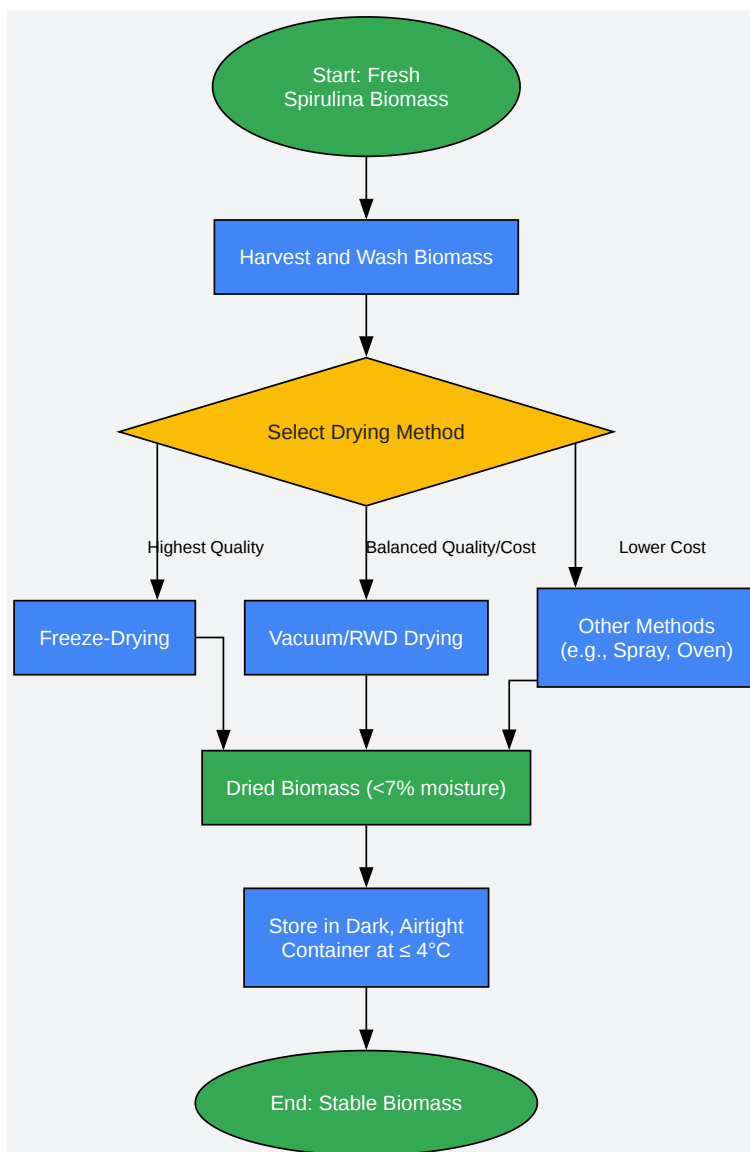 Start: Fresh
Spirulina Biomass
Harvest and Wash Biomass
Select Drying Method
Highest Quality
Balanced Quality/Cost
Lower Cost
Freeze-Drying
Vacuum/RWD Drying
Other Methods
(e.g., Spray, Oven)
Dried Biomass (<7% moisture)
Store in Dark, Airtight
Container at ≤ 4°C
End: Stable Biomass